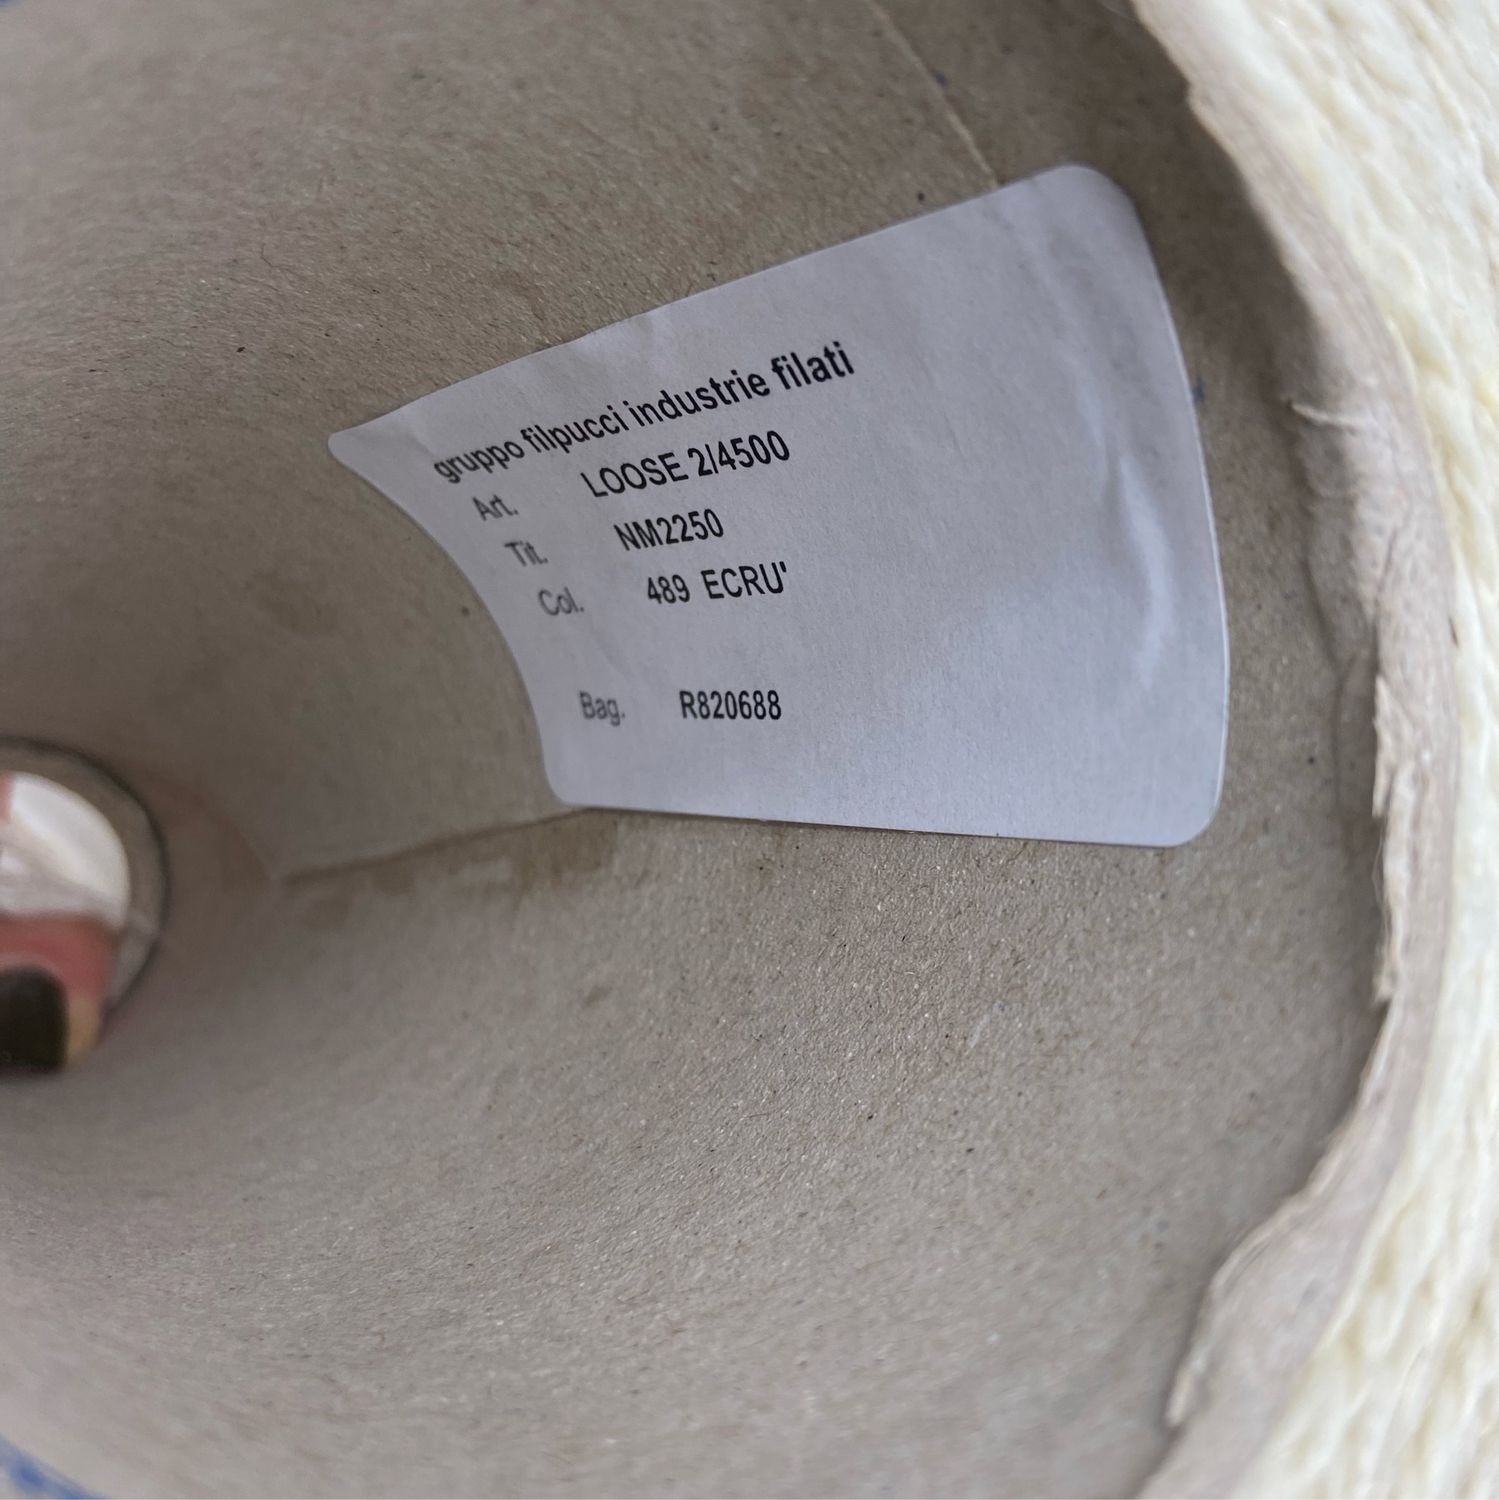 gruppo filpucci industrie filati
Art. LOOSE 2/4500
Tit. NM2250
Col. 489 ECRU'
Bag. R820688